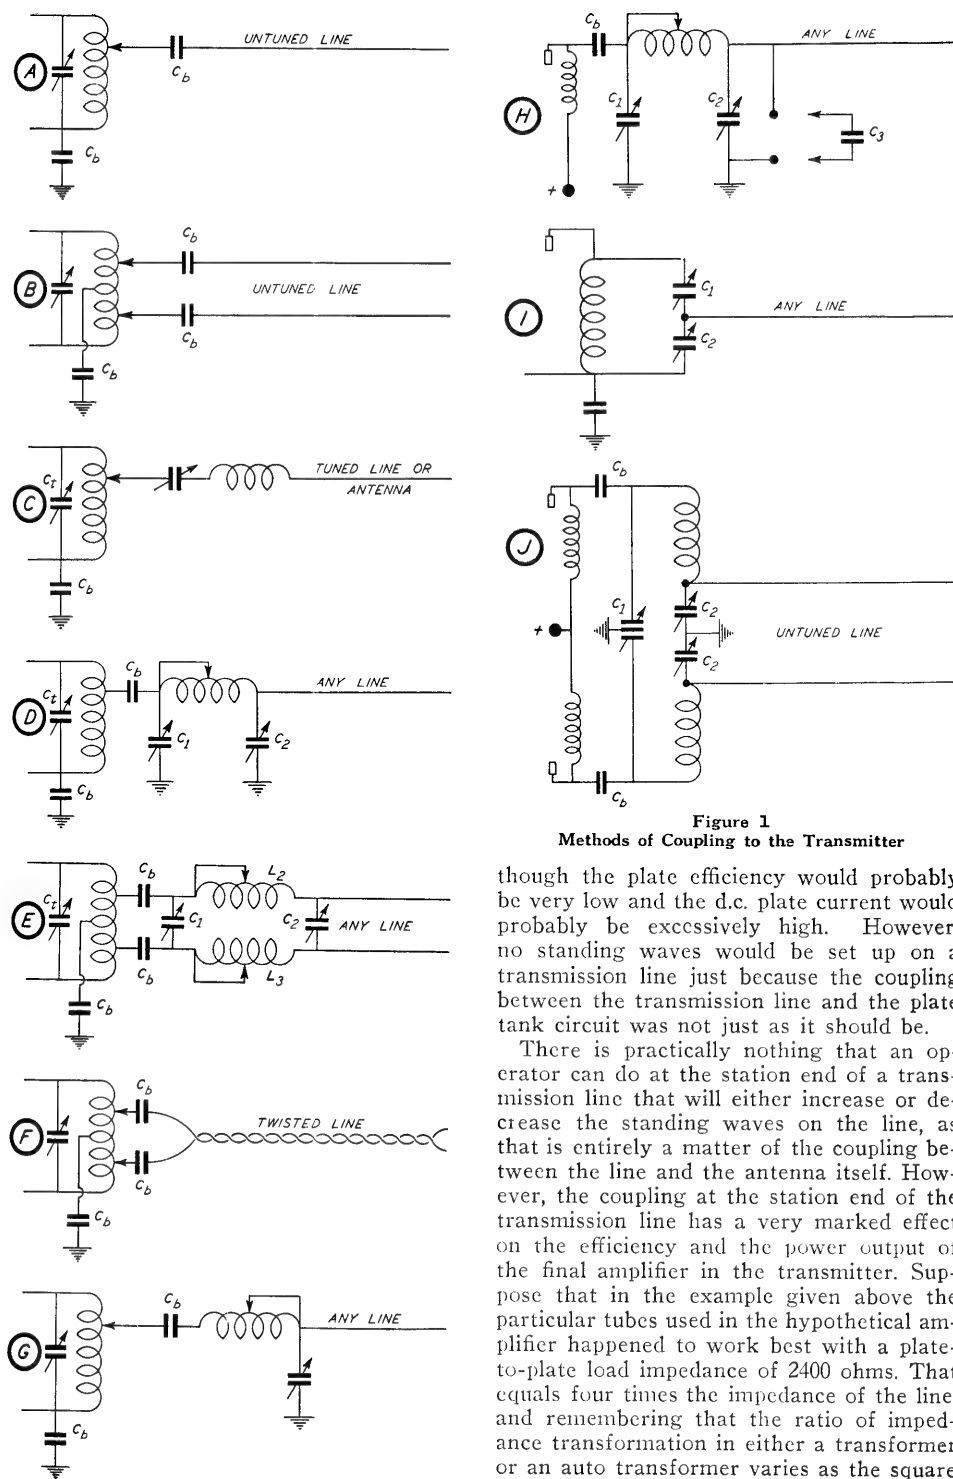 A
UNTUNED LINE
Cb
Cb
B
Cb
UNTUNED LINE
Cb
Cb
C
Ct
TUNED LINE OR
ANTENNA
Cb
D
Ct
Cb
ANY LINE
C1
C2
Cb
E
Ct
Cb
L2
C1
C2
ANY LINE
Cb
L3
Cb
F
Cb
TWISTED LINE
Cb
Cb
G
Cb
ANY LINE
Cb
H
Cb
ANY LINE
C1
C2
C3
+
I
C1
ANY LINE
C2
J
Cb
C1
C2
+
UNTUNED LINE
C2
Cb
Figure 1
Methods of Coupling to the Transmitter
though the plate efficiency would probably
be very low and the d.c. plate current would
probably be excessively high. However
no standing waves would be set up on a
transmission line just because the coupling
between the transmission line and the plate
tank circuit was not just as it should be.
There is practically nothing that an op-
erator can do at the station end of a trans-
mission line that will either increase or de-
crease the standing waves on the line, as
that is entirely a matter of the coupling be-
tween the line and the antenna itself. How-
ever, the coupling at the station end of the
transmission line has a very marked effect
on the efficiency and the power output of
the final amplifier in the transmitter. Sup-
pose that in the example given above the
particular tubes used in the hypothetical am-
plifier happened to work best with a plate-
to-plate load impedance of 2400 ohms. That
equals four times the impedance of the line
and remembering that the ratio of imped-
ance transformation in either a transformer
or an auto transformer varies as the square